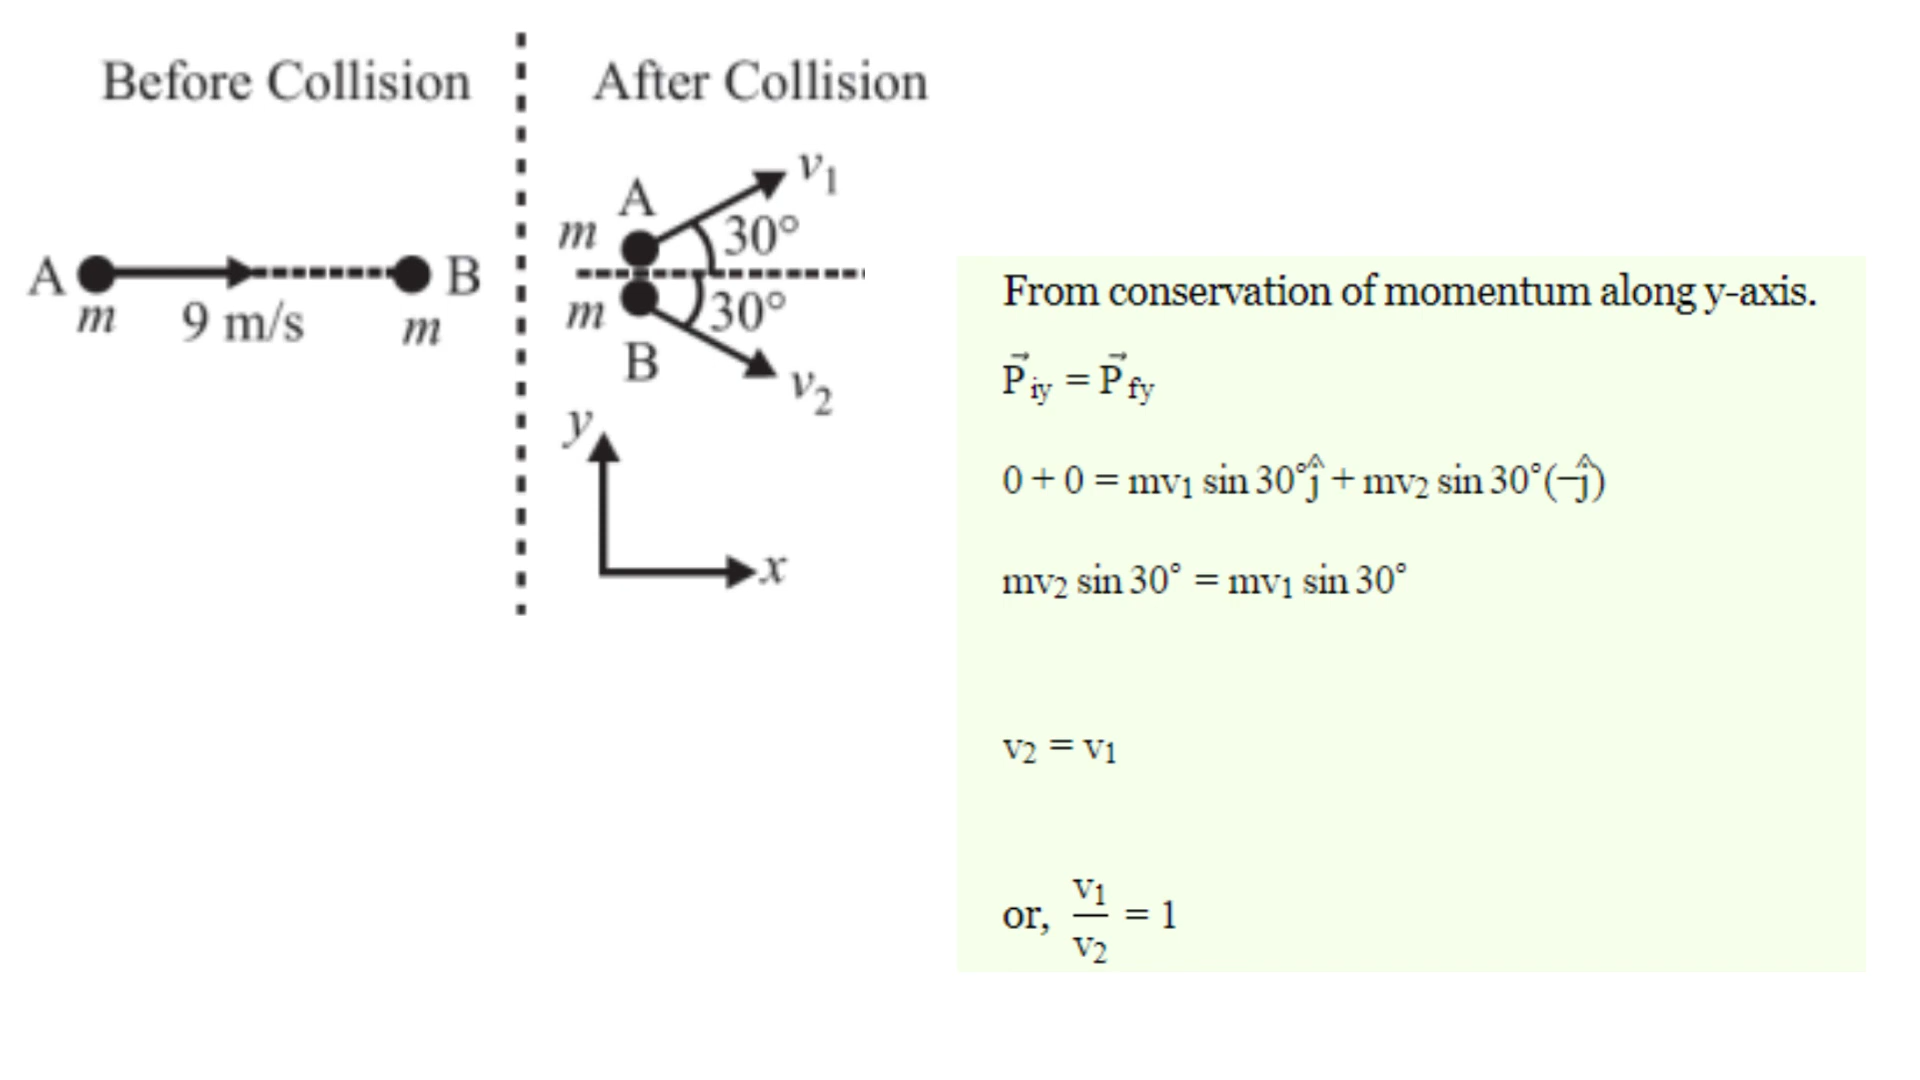 Before Collision
After Collision
A
m
9 m/s
B
m
A
m
v₁
30°
m
30°
B
v₂
y
x
From conservation of momentum along y-axis.
P⃗ iy = P⃗ fy
0 + 0 = mv₁ sin 30°ĵ + mv₂ sin 30°(−ĵ)
mv₂ sin 30° = mv₁ sin 30°
v₂ = v₁
or, v₁/v₂ = 1